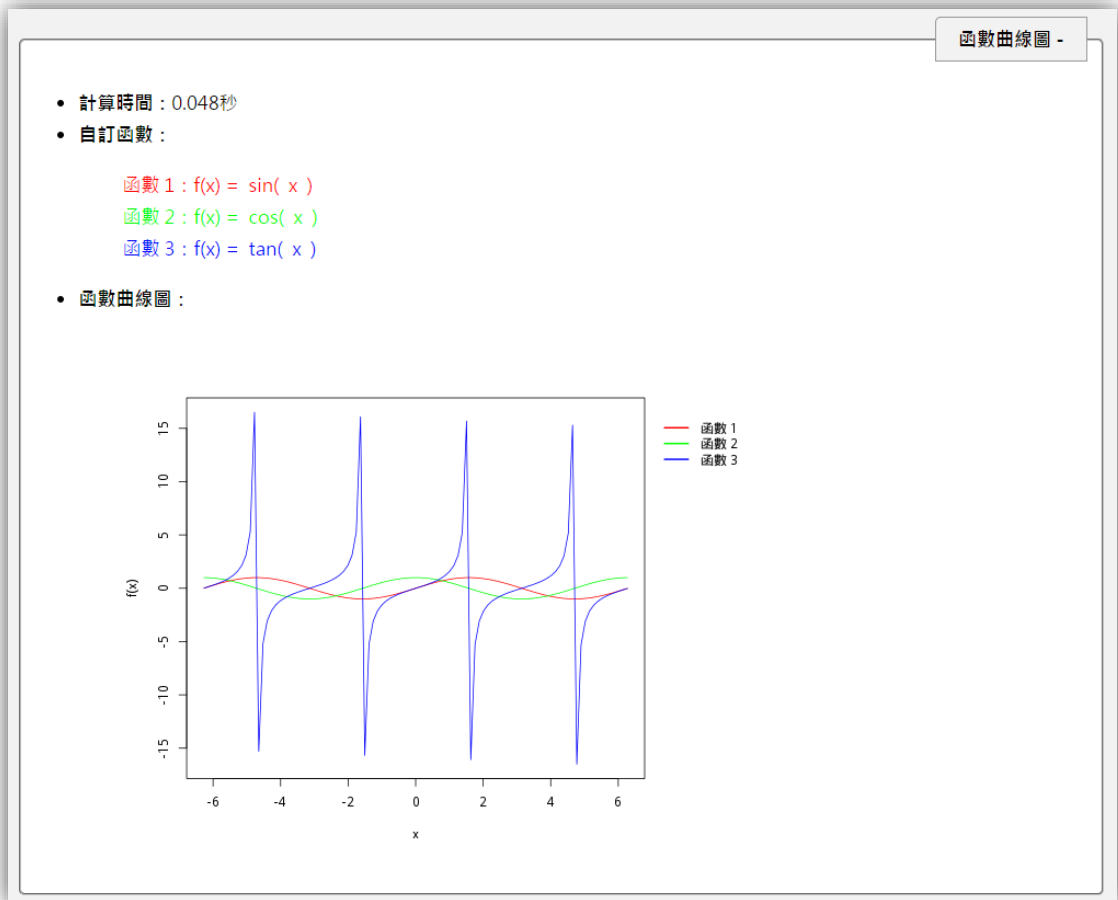 函數曲線圖 -
計算時間：0.048秒
自訂函數：
函數 1：f(x) = sin( x )
函數 2：f(x) = cos( x )
函數 3：f(x) = tan( x )
函數曲線圖：
函數 1
函數 2
函數 3
15
10
5
0
-5
-10
-15
f(x)
-6 -4 -2 0 2 4 6
x